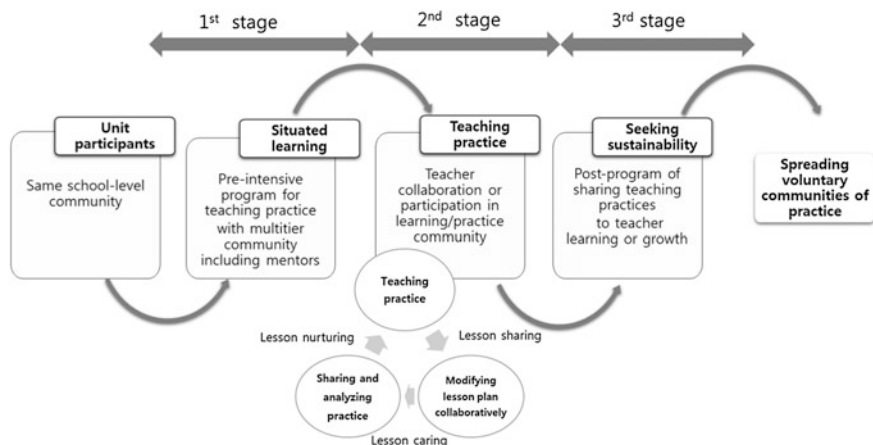 1st stage
2nd stage
3rd stage
Unit
participants
Same school-level
community
Situated
learning
Pre-intensive
program for
teaching practice
with multitier
community
including mentors
Teaching
practice
Teacher
collaboration or
participation in
learning/practice
community
Seeking
sustainability
Post-program of
sharing teaching
practices
to teacher
learning or growth
Spreading
voluntary
communities of
practice
Teaching
practice
Lesson nurturing
Lesson sharing
Sharing and
analyzing
practice
Modifying
lesson plan
collaboratively
Lesson caring